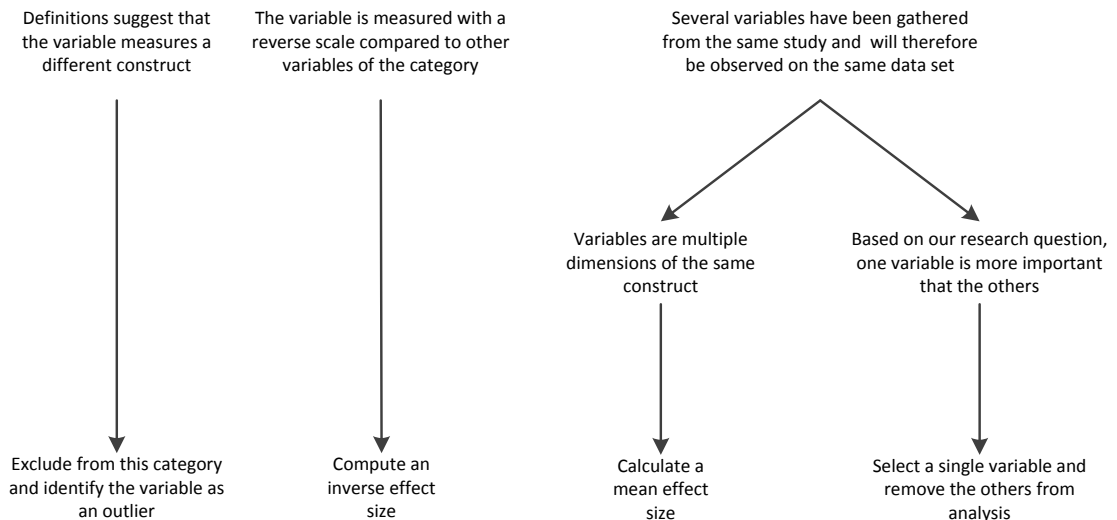 Definitions suggest that
the variable measures a
different construct
The variable is measured with a
reverse scale compared to other
variables of the category
Several variables have been gathered
from the same study and will therefore
be observed on the same data set
Variables are multiple
dimensions of the same
construct
Based on our research question,
one variable is more important
that the others
Exclude from this category
and identify the variable as
an outlier
Compute an
inverse effect
size
Calculate a
mean effect
size
Select a single variable and
remove the others from
analysis